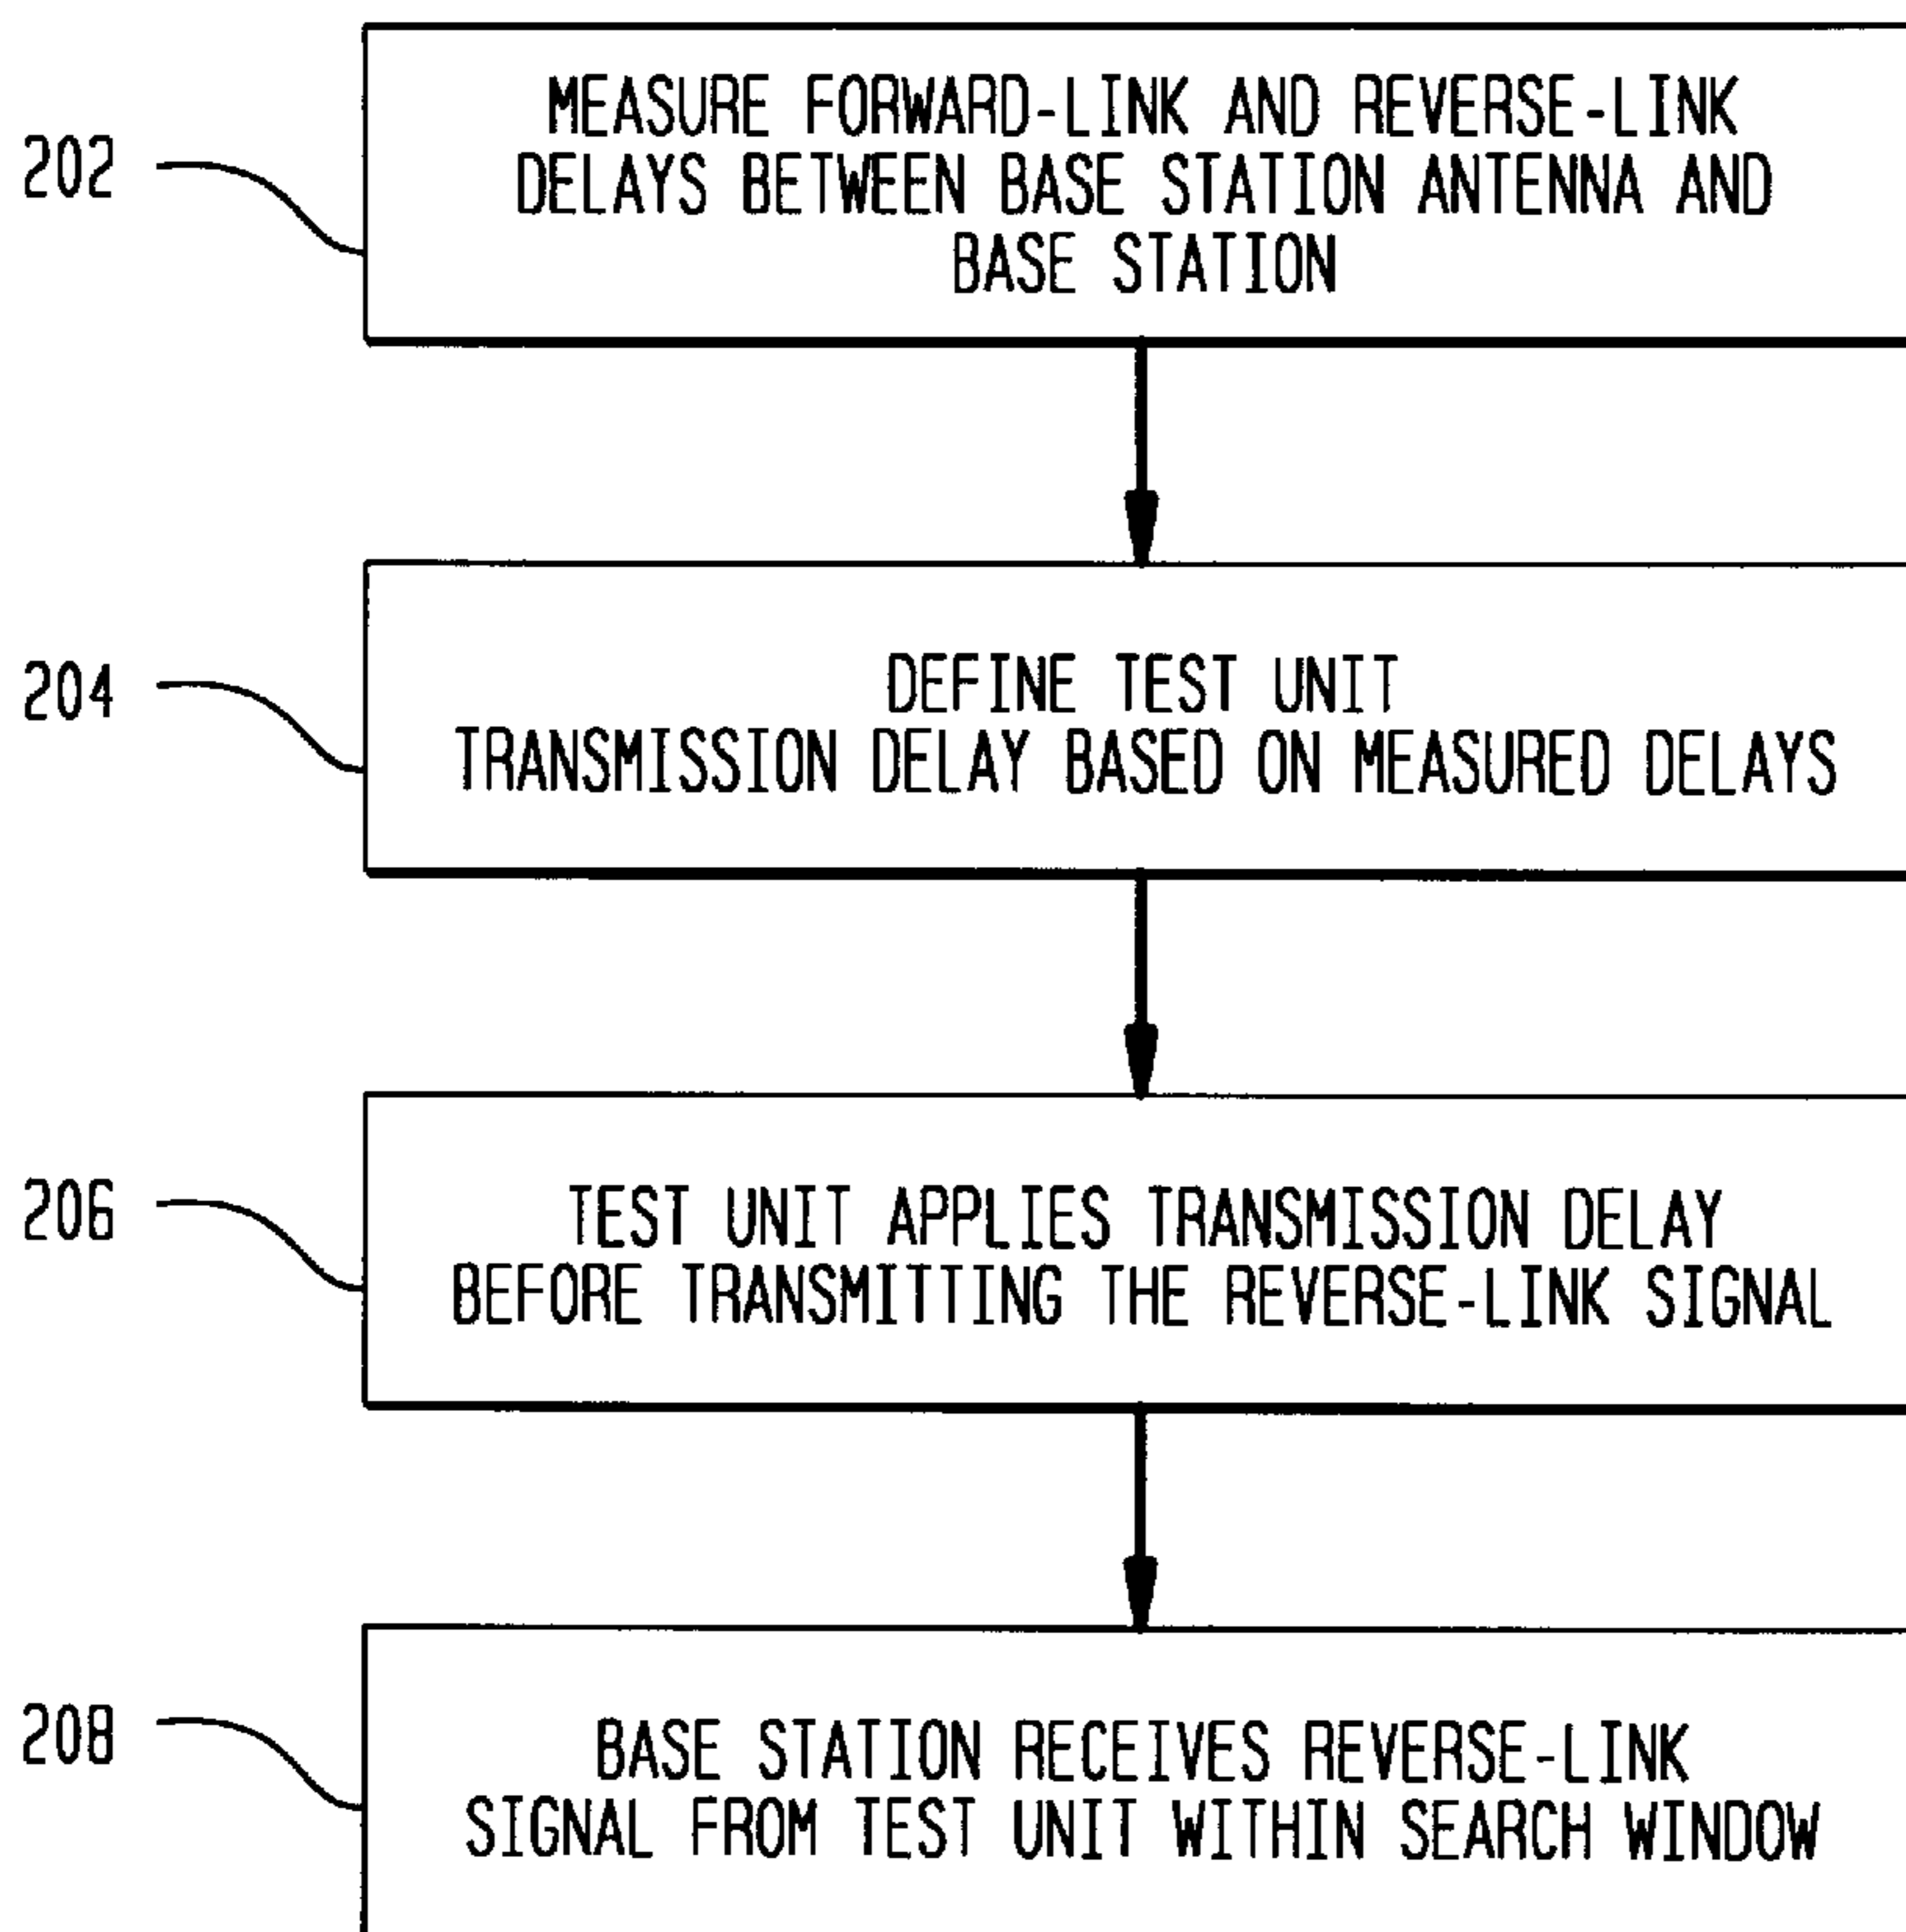 202
MEASURE FORWARD-LINK AND REVERSE-LINK
DELAYS BETWEEN BASE STATION ANTENNA AND
BASE STATION
204
DEFINE TEST UNIT
TRANSMISSION DELAY BASED ON MEASURED DELAYS
206
TEST UNIT APPLIES TRANSMISSION DELAY
BEFORE TRANSMITTING THE REVERSE-LINK SIGNAL
208
BASE STATION RECEIVES REVERSE-LINK
SIGNAL FROM TEST UNIT WITHIN SEARCH WINDOW